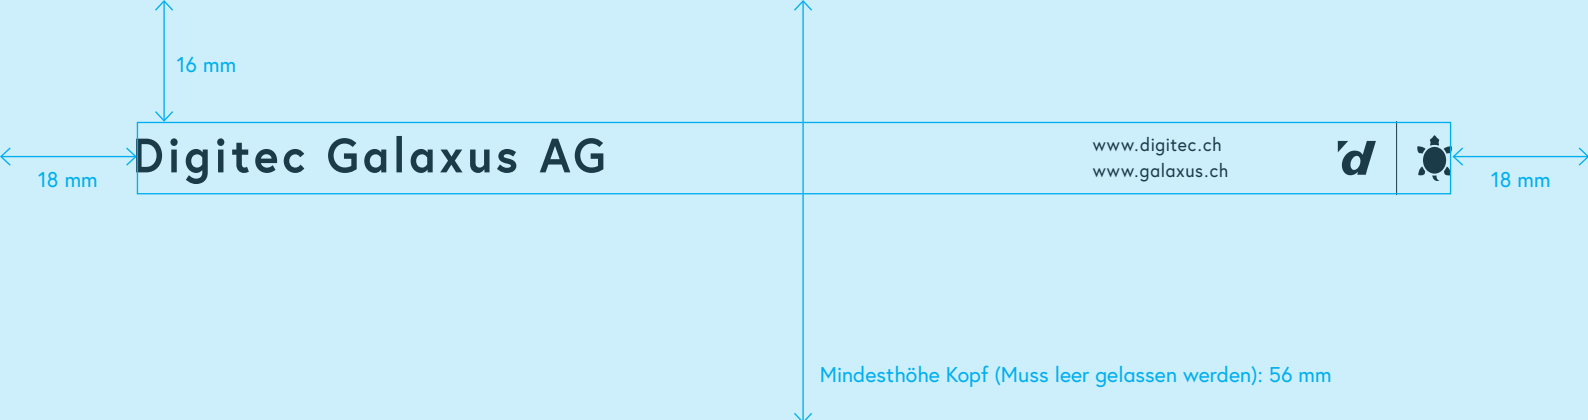 16 mm
Digitec Galaxus AG
www.digitec.ch
www.galaxus.ch
d
18 mm
18 mm
Mindesthöhe Kopf (Muss leer gelassen werden): 56 mm